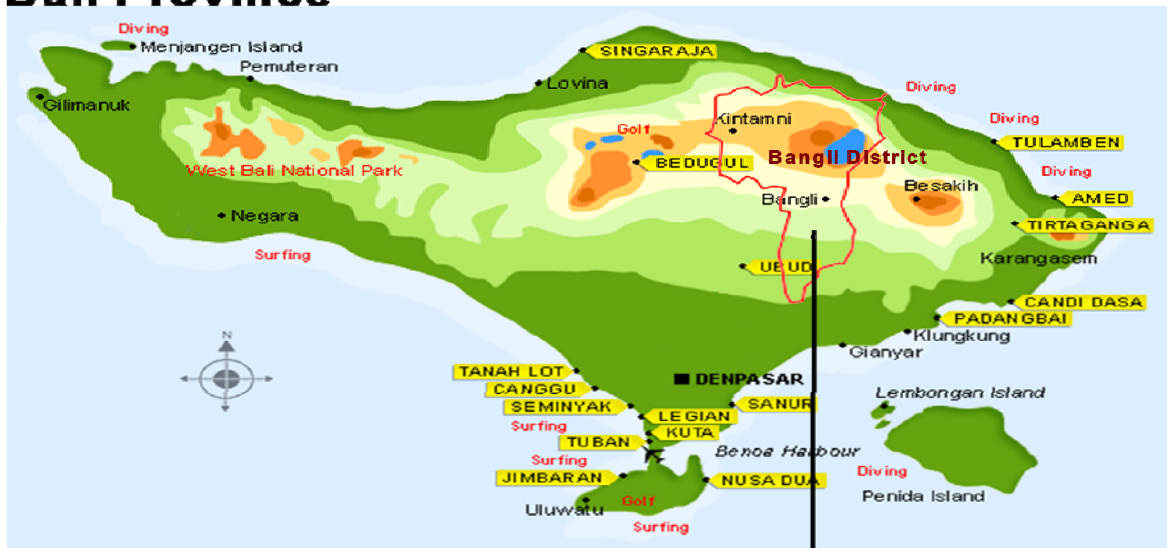 Bali Province
Diving
Menjangen Island
SINGARAJA
Pemuteran
Lovina
Diving
Gilimanuk
Kintamni
Diving
Golf
TULAMBEN
Bangli District
BEDUGUL
West Bali National Park
Diving
Besakih
Bangli
AMED
Negara
TIRTAGANGA
Surfing
Karangasem
UBUD
CANDI DASA
PADANGBAI
N
Klungkung
Gianyar
TANAH LOT
DENPASAR
CANGGU
Lembongan Island
SEMINYAK
SANUR
LEGIAN
Surfing
KUTA
TUBAN
Benoa Harbour
Surfing
Diving
JIMBARAN
NUSA DUA
Penida Island
Golf
Uluwatu
Surfing